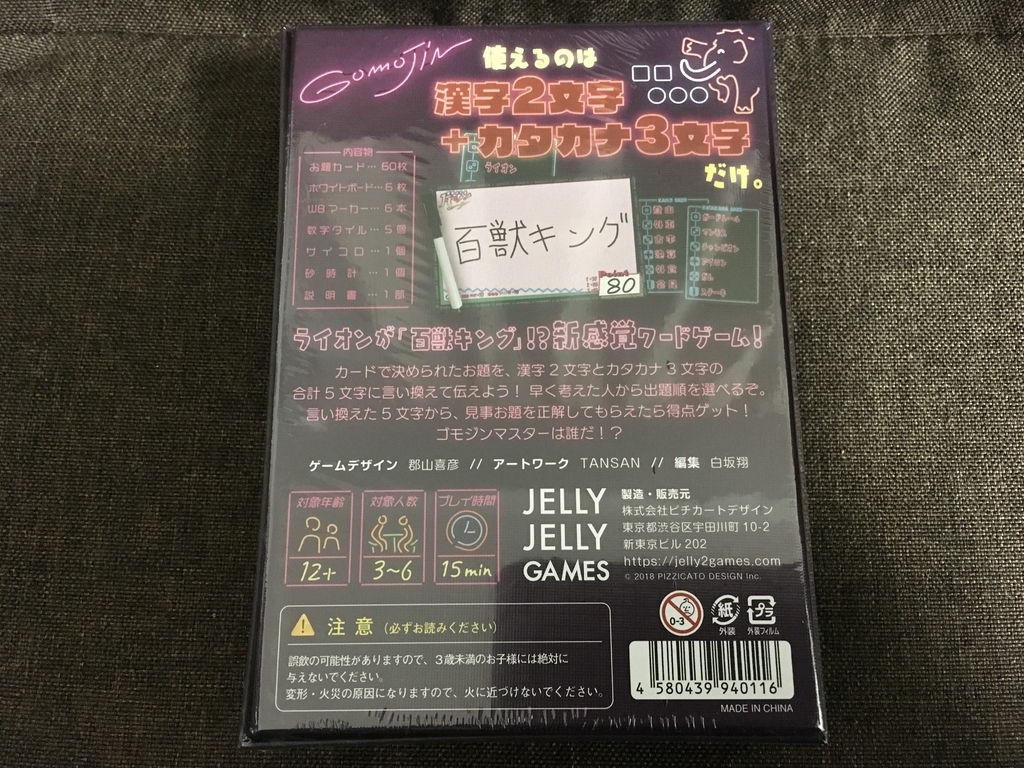 GomoJin
使えるのは
漢字2文字
＋カタカナ3文字
だけ。
内容物
お題カード… 60枚
ホワイトボード… 6枚
WBマーカー… 6本
数字タイル… 5個
サイコロ… 1個
砂時計… 1個
説明書… 1部
ライオン
百獣キング
Point
80
ライオンが「百獣キング」!?新感覚ワードゲーム!
カードで決められたお題を、漢字2文字とカタカナ3文字の
合計5文字に言い換えて伝えよう! 早く考えた人から出題順を選べるぞ。
言い換えた5文字から、見事お題を正解してもらえたら得点ゲット!
ゴモジンマスターは誰だ!?
ゲームデザイン 郡山喜彦 // アートワーク TANSAN // 編集 白坂翔
対象年齢
12+
対象人数
3~6
プレイ時間
15min
JELLY
JELLY
GAMES
製造・販売元
株式会社ピチカートデザイン
東京都渋谷区宇田川町10-2
新東京ビル202
https://jelly2games.com
© 2018 PIZZICATO DESIGN Inc.
0-3
紙
外装
プラ
外装フィルム
注意(必ずお読みください)
誤飲の可能性がありますので、3歳未満のお子様には絶対に
与えないでください。
変形・火災の原因になりますので、火に近づけないでください。
4 580439 940116
MADE IN CHINA